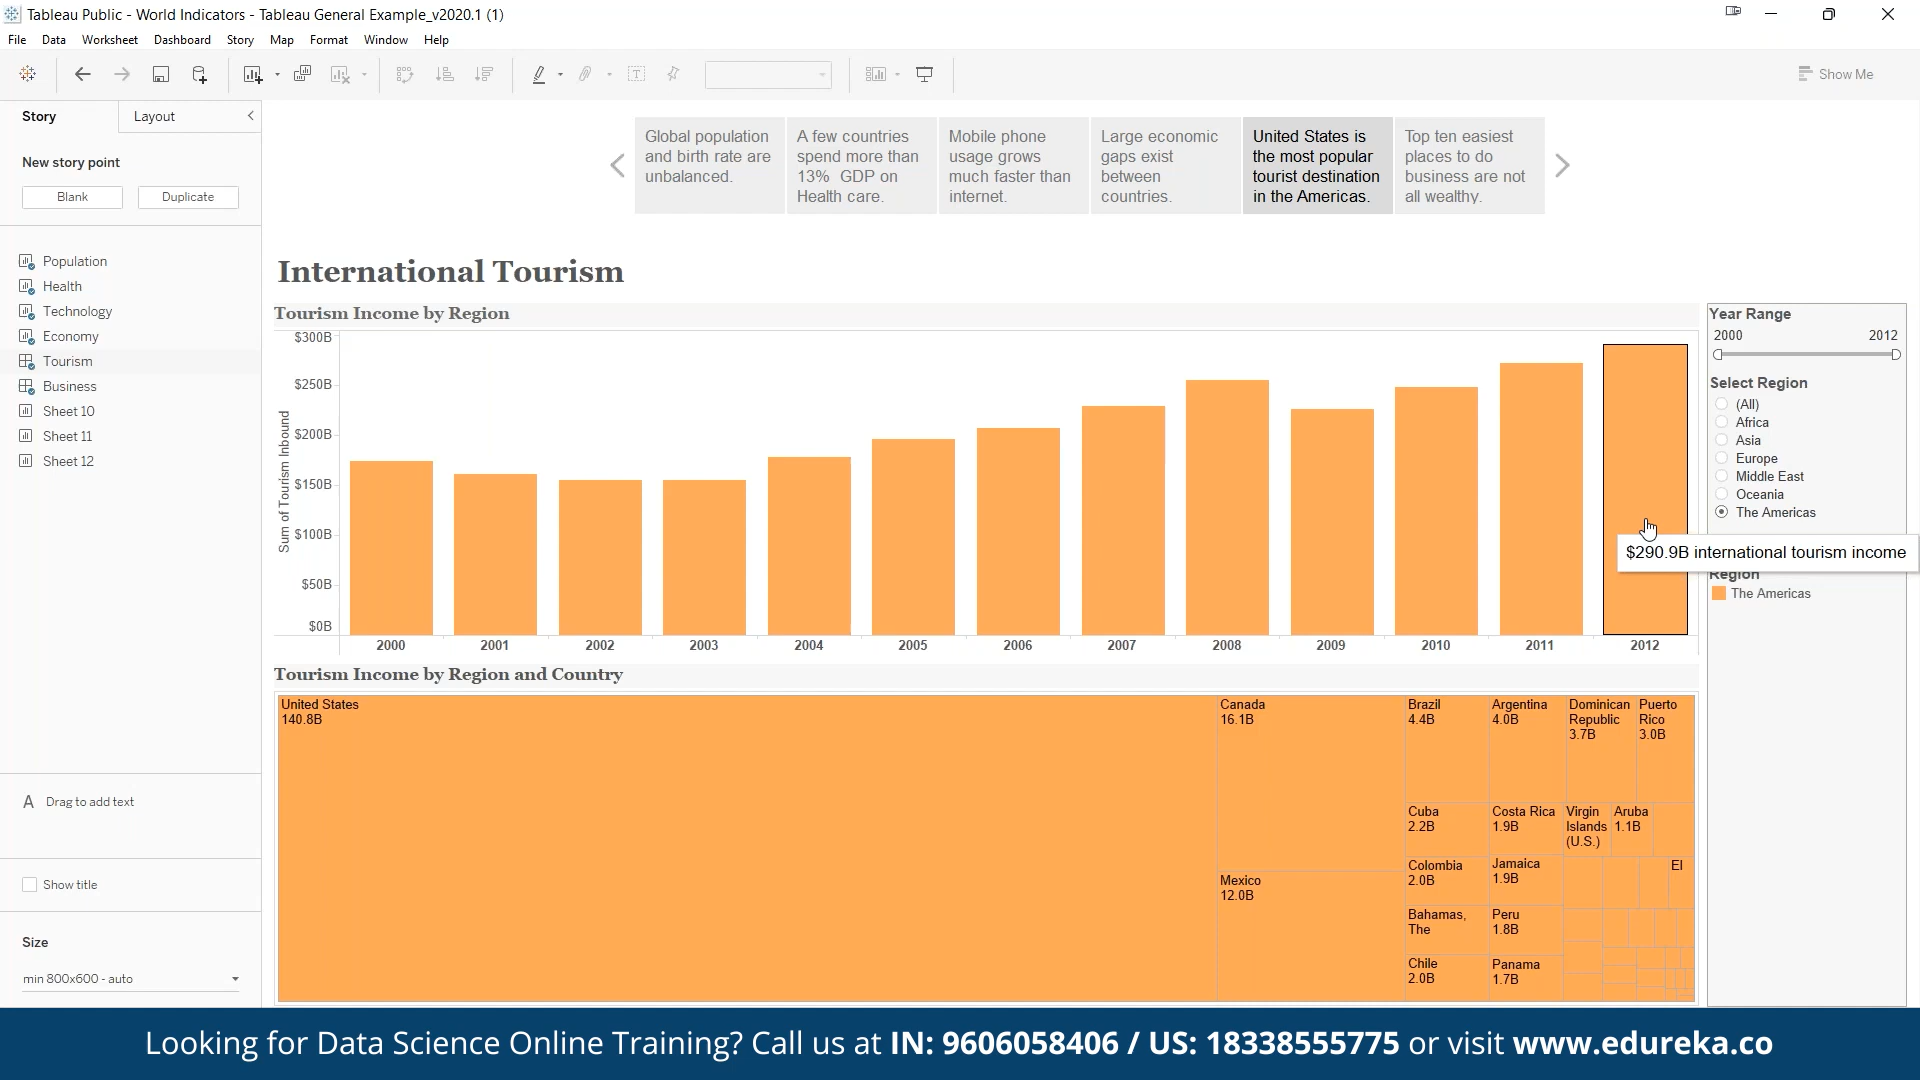 Tableau Public - World Indicators - Tableau General Example_v2020.1 (1)
File Data Worksheet Dashboard Story Map Format Window Help
Show Me
Story Layout
New story point
Blank Duplicate
Population
Health
Technology
Economy
Tourism
Business
Sheet 10
Sheet 11
Sheet 12
A Drag to add text
Show title
Size
min 800x600 - auto
Global population
and birth rate are
unbalanced.
A few countries
spend more than
13% GDP on
Health care.
Mobile phone
usage grows
much faster than
internet.
Large economic
gaps exist
between
countries.
United States is
the most popular
tourist destination
in the Americas.
Top ten easiest
places to do
business are not
all wealthy.
International Tourism
Tourism Income by Region
Sum of Tourism Inbound
$300B
$250B
$200B
$150B
$100B
$50B
$0B
2000 2001 2002 2003 2004 2005 2006 2007 2008 2009 2010 2011 2012
Year Range
2000 2012
Select Region
(All)
Africa
Asia
Europe
Middle East
Oceania
The Americas
$290.9B international tourism income
Region
The Americas
Tourism Income by Region and Country
United States
140.8B
Canada
16.1B
Mexico
12.0B
Brazil
4.4B
Argentina
4.0B
Dominican
Republic
3.7B
Puerto
Rico
3.0B
Cuba
2.2B
Costa Rica
1.9B
Virgin
Islands
(U.S.)
Aruba
1.1B
Colombia
2.0B
Jamaica
1.9B
El
Bahamas,
The
Peru
1.8B
Chile
2.0B
Panama
1.7B
Looking for Data Science Online Training? Call us at IN: 9606058406 / US: 18338555775 or visit www.edureka.co